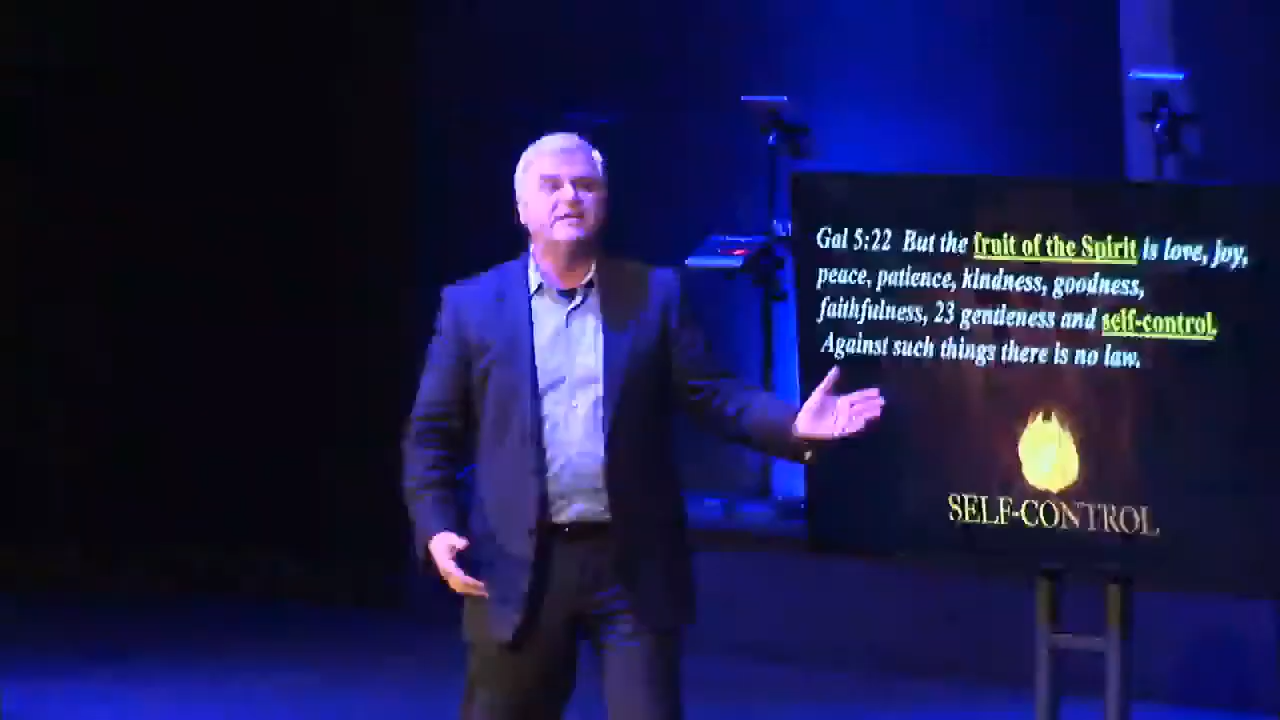 Gal 5:22 But the fruit of the Spirit is love, joy,
peace, patience, kindness, goodness,
faithfulness, 23 gentleness and self-control.
Against such things there is no law.
SELF-CONTROL